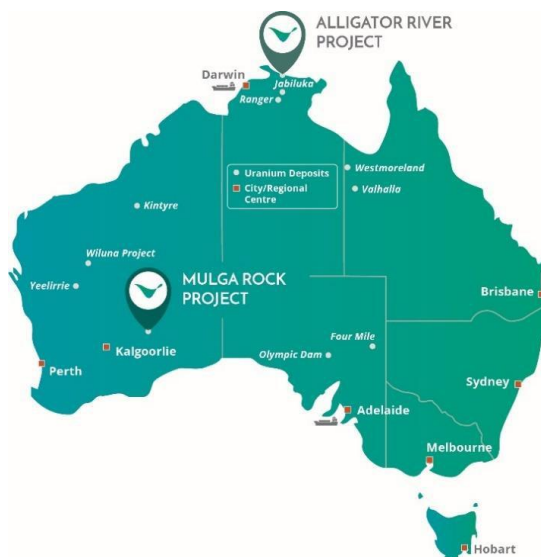 ALLIGATOR RIVER
PROJECT
Darwin
Jabiluka
Ranger
Uranium Deposits
City/Regional
Centre
Westmoreland
Valhalla
Kintyre
Wiluna Project
Yeelirrie
MULGA ROCK
PROJECT
Brisbane
Four Mile
Olympic Dam
Kalgoorlie
Perth
Sydney
Adelaide
Melbourne
Hobart